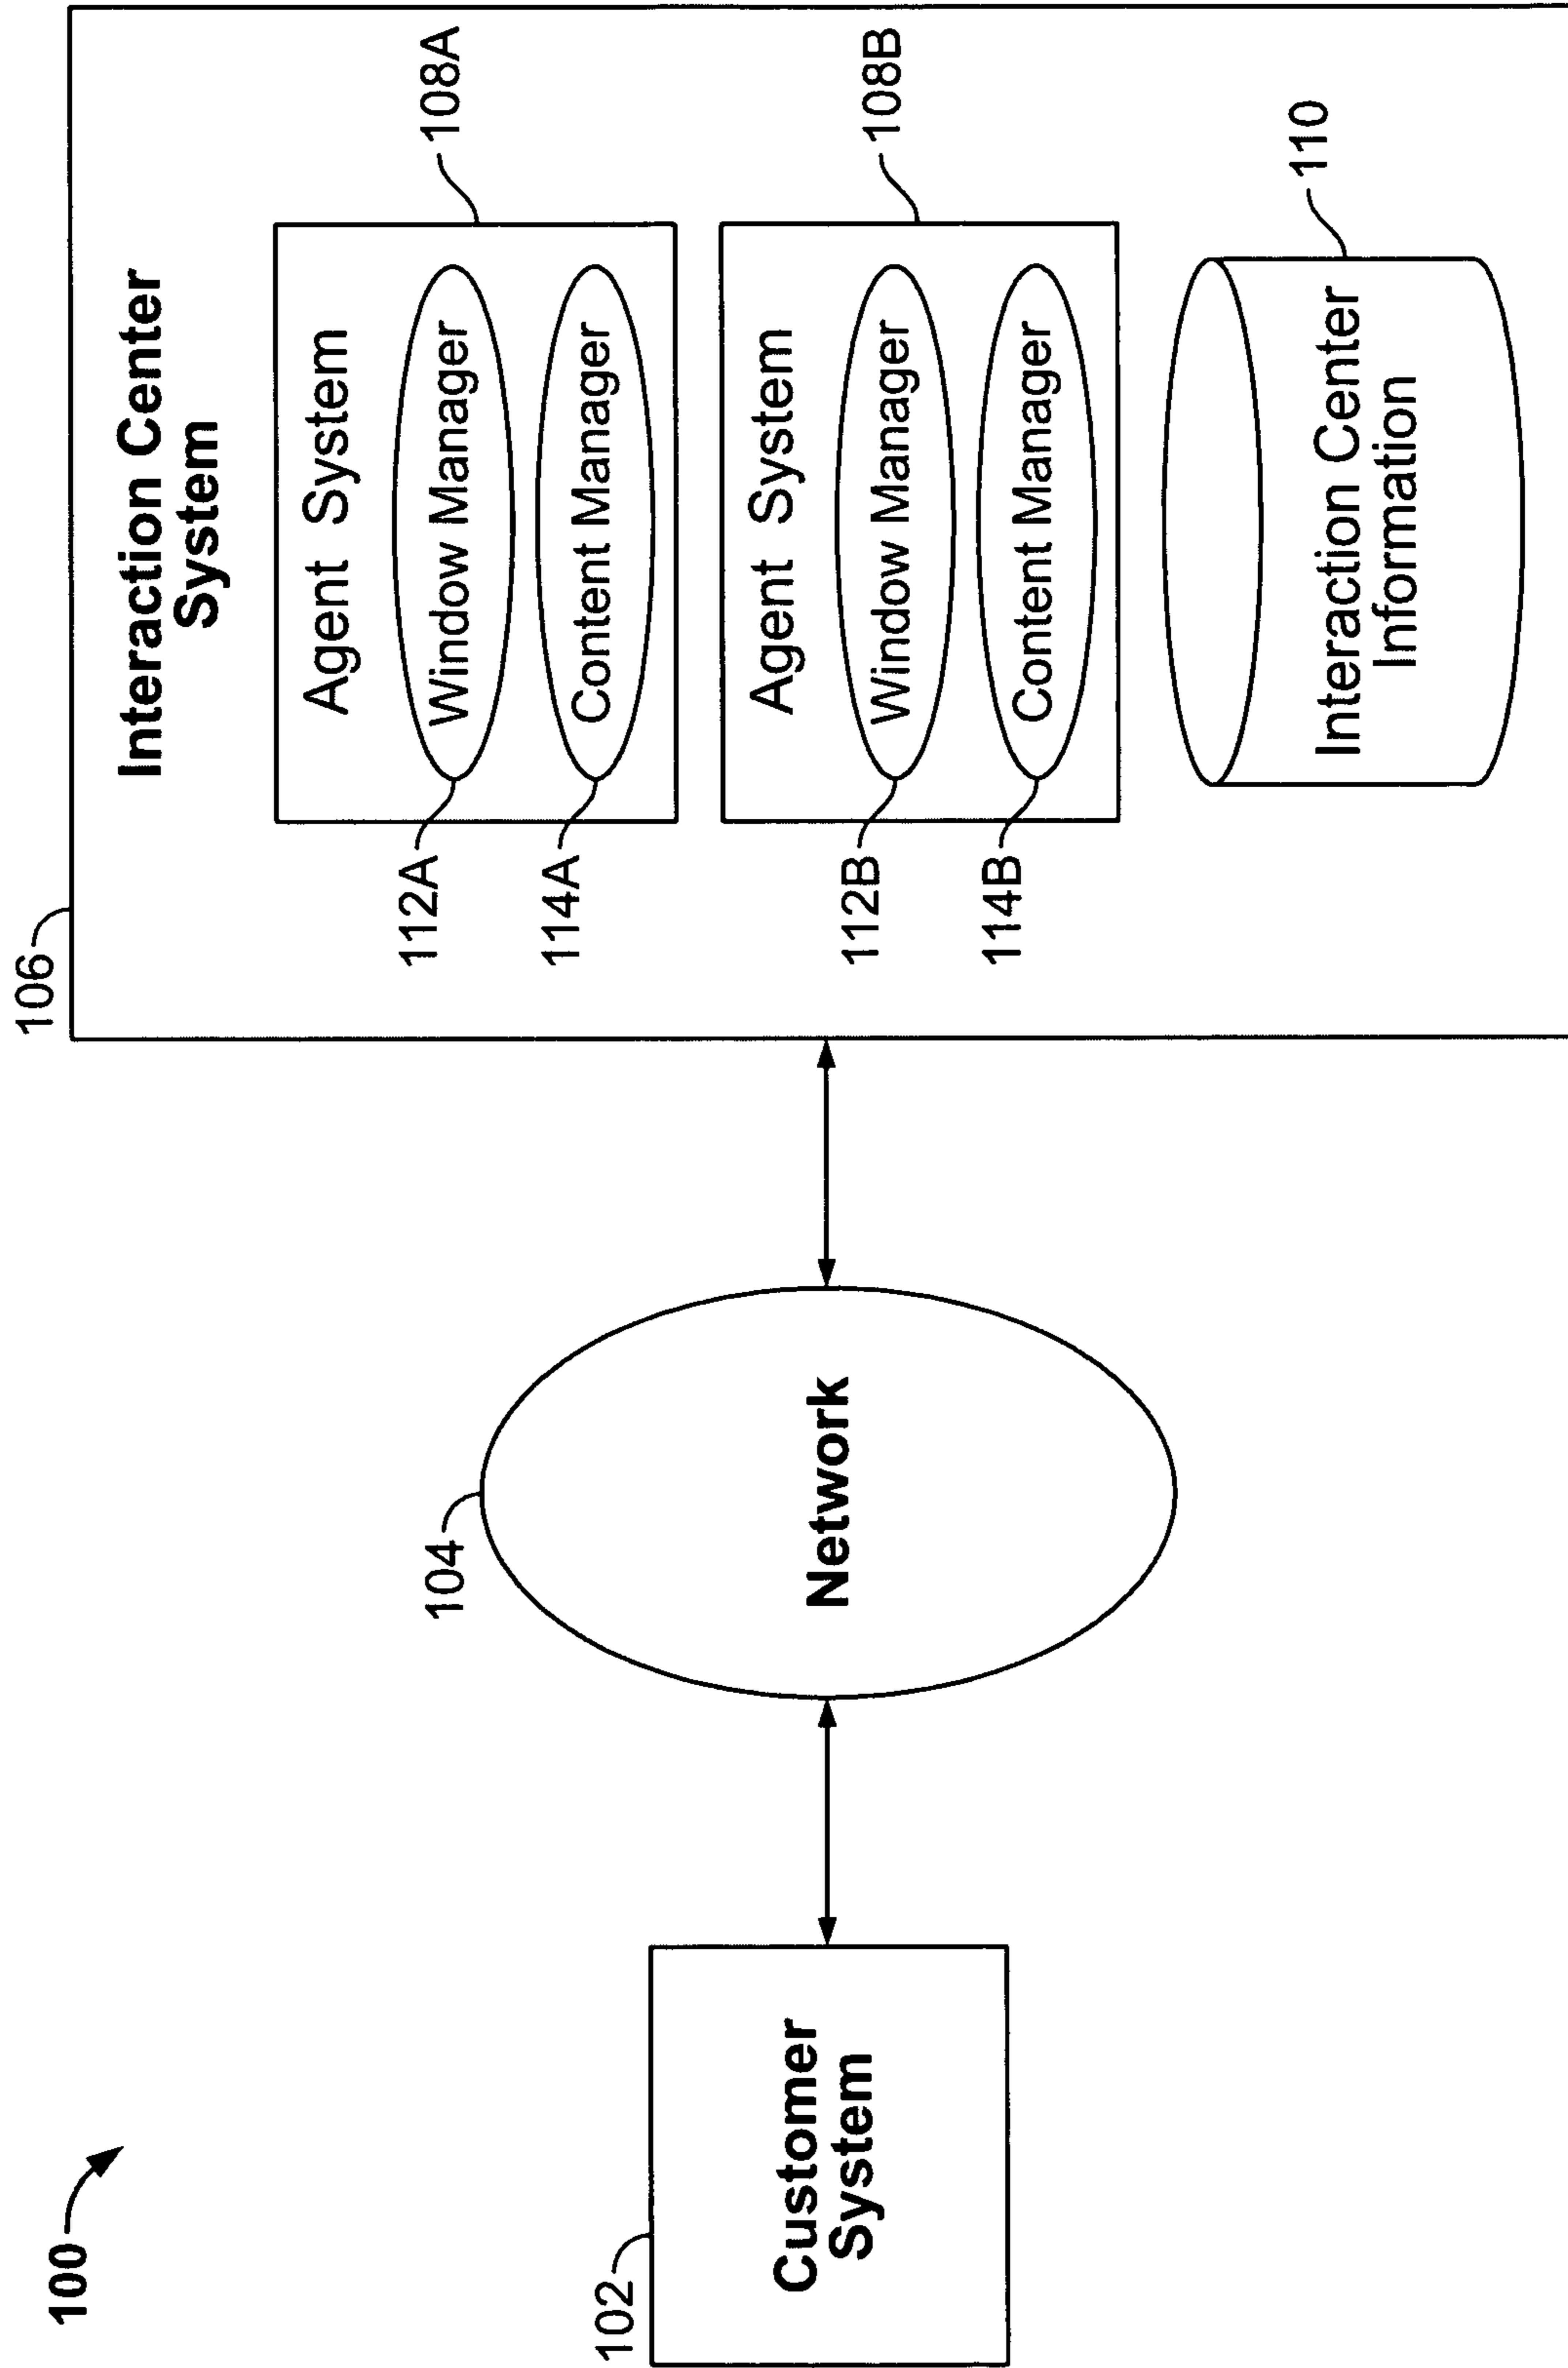 100
102
Customer
System
104
Network
106
Interaction Center
System
108A
Agent System
112A
Window Manager
114A
Content Manager
108B
Agent System
112B
Window Manager
114B
Content Manager
110
Interaction Center
Information